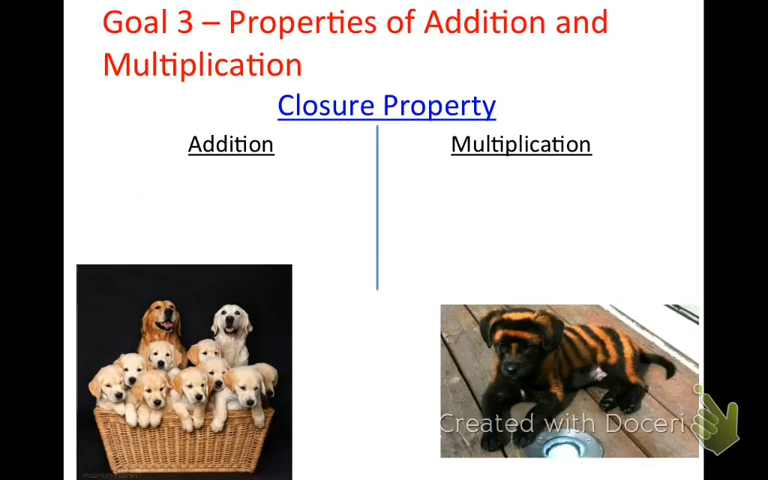 Goal 3 – Properties of Addition and
Multiplication
Closure Property
Addition
Multiplication
Created with Doceri